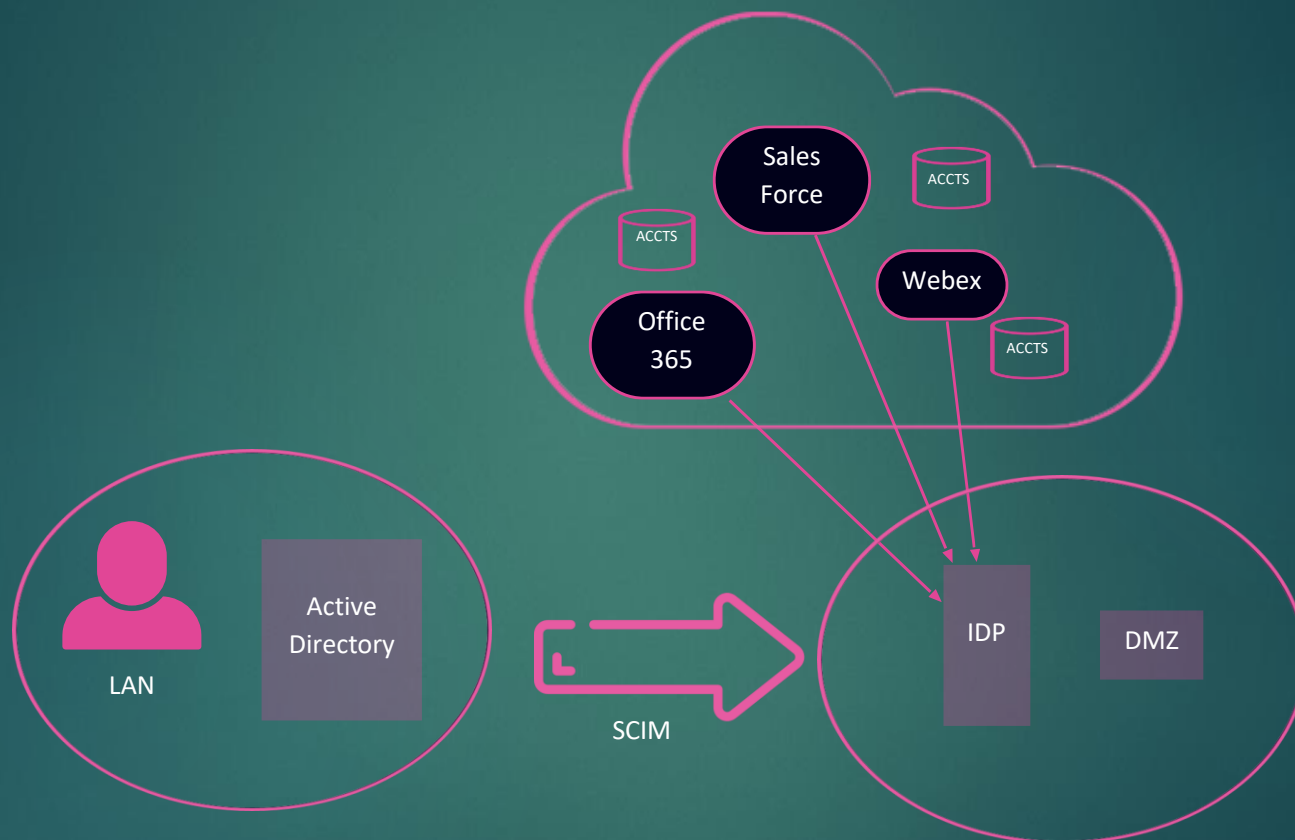 Sales
Force
ACCTS
ACCTS
Webex
Office
365
ACCTS
Active
Directory
LAN
SCIM
IDP
DMZ